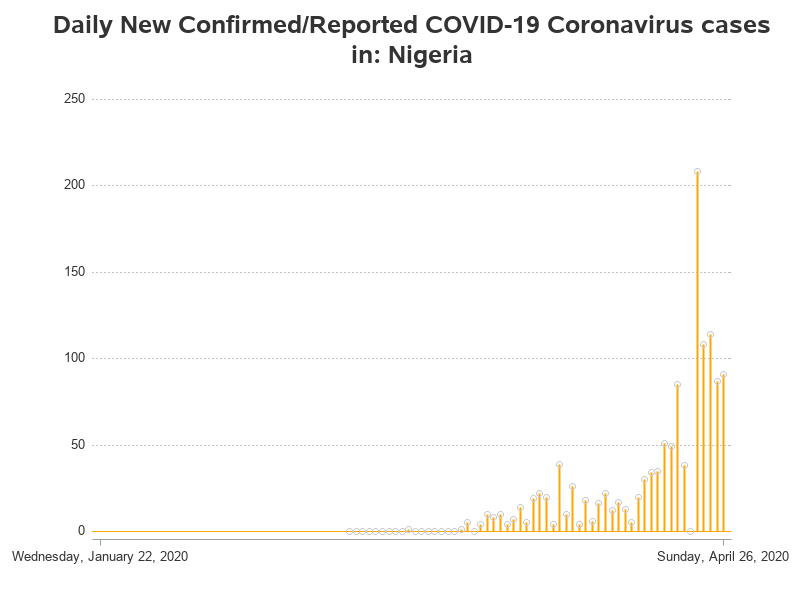 Daily New Confirmed/Reported COVID-19 Coronavirus cases
in: Nigeria
250
200
150
100
50
0
Wednesday, January 22, 2020
Sunday, April 26, 2020